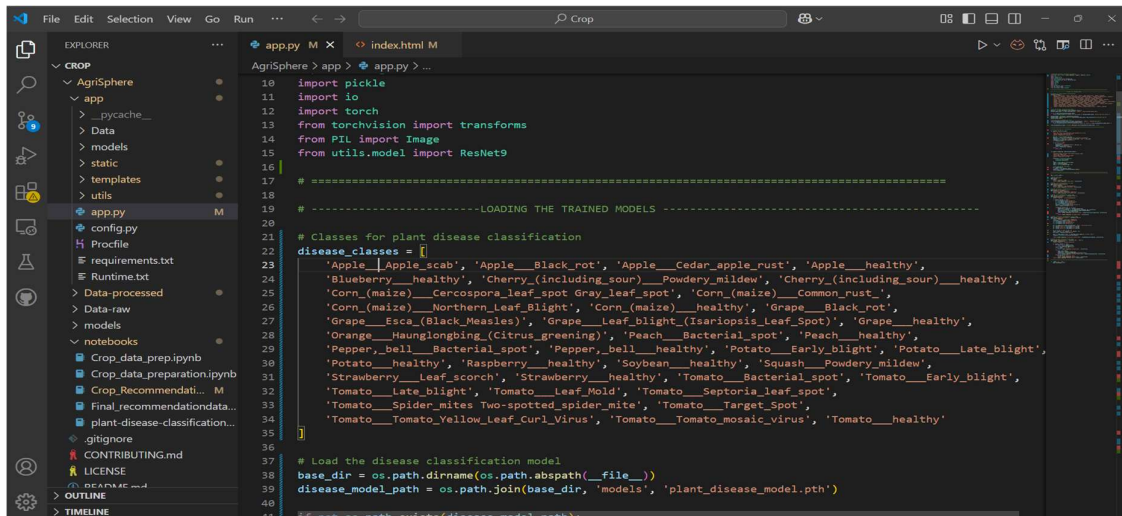 File Edit Selection View Go Run ··· ← → Crop
EXPLORER ···
CROP
AgriSphere
app
__pycache__
Data
models
static
templates
utils
app.py M
config.py
Procfile
requirements.txt
Runtime.txt
Data-processed
Data-raw
models
notebooks
Crop_data_prep.ipynb
Crop_data_preparation.ipynb
Crop_Recommendati... M
Final_recommendationdata...
plant-disease-classification...
.gitignore
CONTRIBUTING.md
LICENSE
README.md
OUTLINE
TIMELINE
9
app.py M × index.html M
AgriSphere > app > app.py > ...
10 import pickle
11 import io
12 import torch
13 from torchvision import transforms
14 from PIL import Image
15 from utils.model import ResNet9
16
17 # ==============================================================================================
18
19 # -------------------------LOADING THE TRAINED MODELS -----------------------------------------------
20
21 # Classes for plant disease classification
22 disease_classes = [
23 'Apple___Apple_scab', 'Apple___Black_rot', 'Apple___Cedar_apple_rust', 'Apple___healthy',
24 'Blueberry___healthy', 'Cherry_(including_sour)___Powdery_mildew', 'Cherry_(including_sour)___healthy',
25 'Corn_(maize)___Cercospora_leaf_spot Gray_leaf_spot', 'Corn_(maize)___Common_rust_',
26 'Corn_(maize)___Northern_Leaf_Blight', 'Corn_(maize)___healthy', 'Grape___Black_rot',
27 'Grape___Esca_(Black_Measles)', 'Grape___Leaf_blight_(Isariopsis_Leaf_Spot)', 'Grape___healthy',
28 'Orange___Haunglongbing_(Citrus_greening)', 'Peach___Bacterial_spot', 'Peach___healthy',
29 'Pepper,_bell___Bacterial_spot', 'Pepper,_bell___healthy', 'Potato___Early_blight', 'Potato___Late_blight',
30 'Potato___healthy', 'Raspberry___healthy', 'Soybean___healthy', 'Squash___Powdery_mildew',
31 'Strawberry___Leaf_scorch', 'Strawberry___healthy', 'Tomato___Bacterial_spot', 'Tomato___Early_blight',
32 'Tomato___Late_blight', 'Tomato___Leaf_Mold', 'Tomato___Septoria_leaf_spot',
33 'Tomato___Spider_mites Two-spotted_spider_mite', 'Tomato___Target_Spot',
34 'Tomato___Tomato_Yellow_Leaf_Curl_Virus', 'Tomato___Tomato_mosaic_virus', 'Tomato___healthy'
35 ]
36
37 # Load the disease classification model
38 base_dir = os.path.dirname(os.path.abspath(__file__))
39 disease_model_path = os.path.join(base_dir, 'models', 'plant_disease_model.pth')
40
41 if not os.path.exists(disease_model_path):